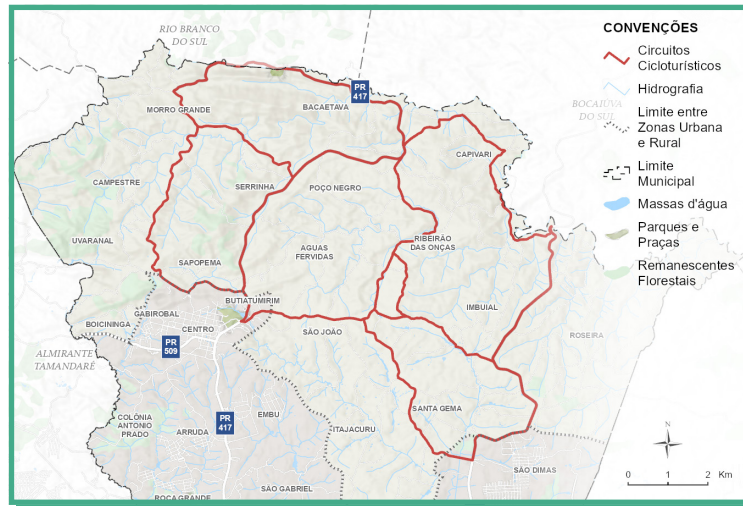 RIO BRANCO
DO SUL
PR
417
MORRO GRANDE
BACAETAVA
BOCAIÚVA
DO SUL
CAPIVARI
CAMPESTRE
SERRINHA
POÇO NEGRO
UVARANAL
RIBEIRÃO
DAS ONÇAS
AGUAS
FERVIDAS
SAPOPEMA
BUTIATUMIRIM
GABIROBAL
IMBUIAL
BOICININGA
CENTRO
SÃO JOÃO
ROSEIRA
PR
509
ALMIRANTE
TAMANDARÉ
COLÔNIA
ANTONIO
PRADO
EMBU
SANTA GEMA
PR
417
ARRUDA
ITAJACURU
SÃO DIMAS
SÃO GABRIEL
ROÇA GRANDE
CONVENÇÕES
Circuitos
Cicloturísticos
Hidrografia
Limite entre
Zonas Urbana
e Rural
Limite
Municipal
Massas d'água
Parques e
Praças
Remanescentes
Florestais
N
0 1 2 Km